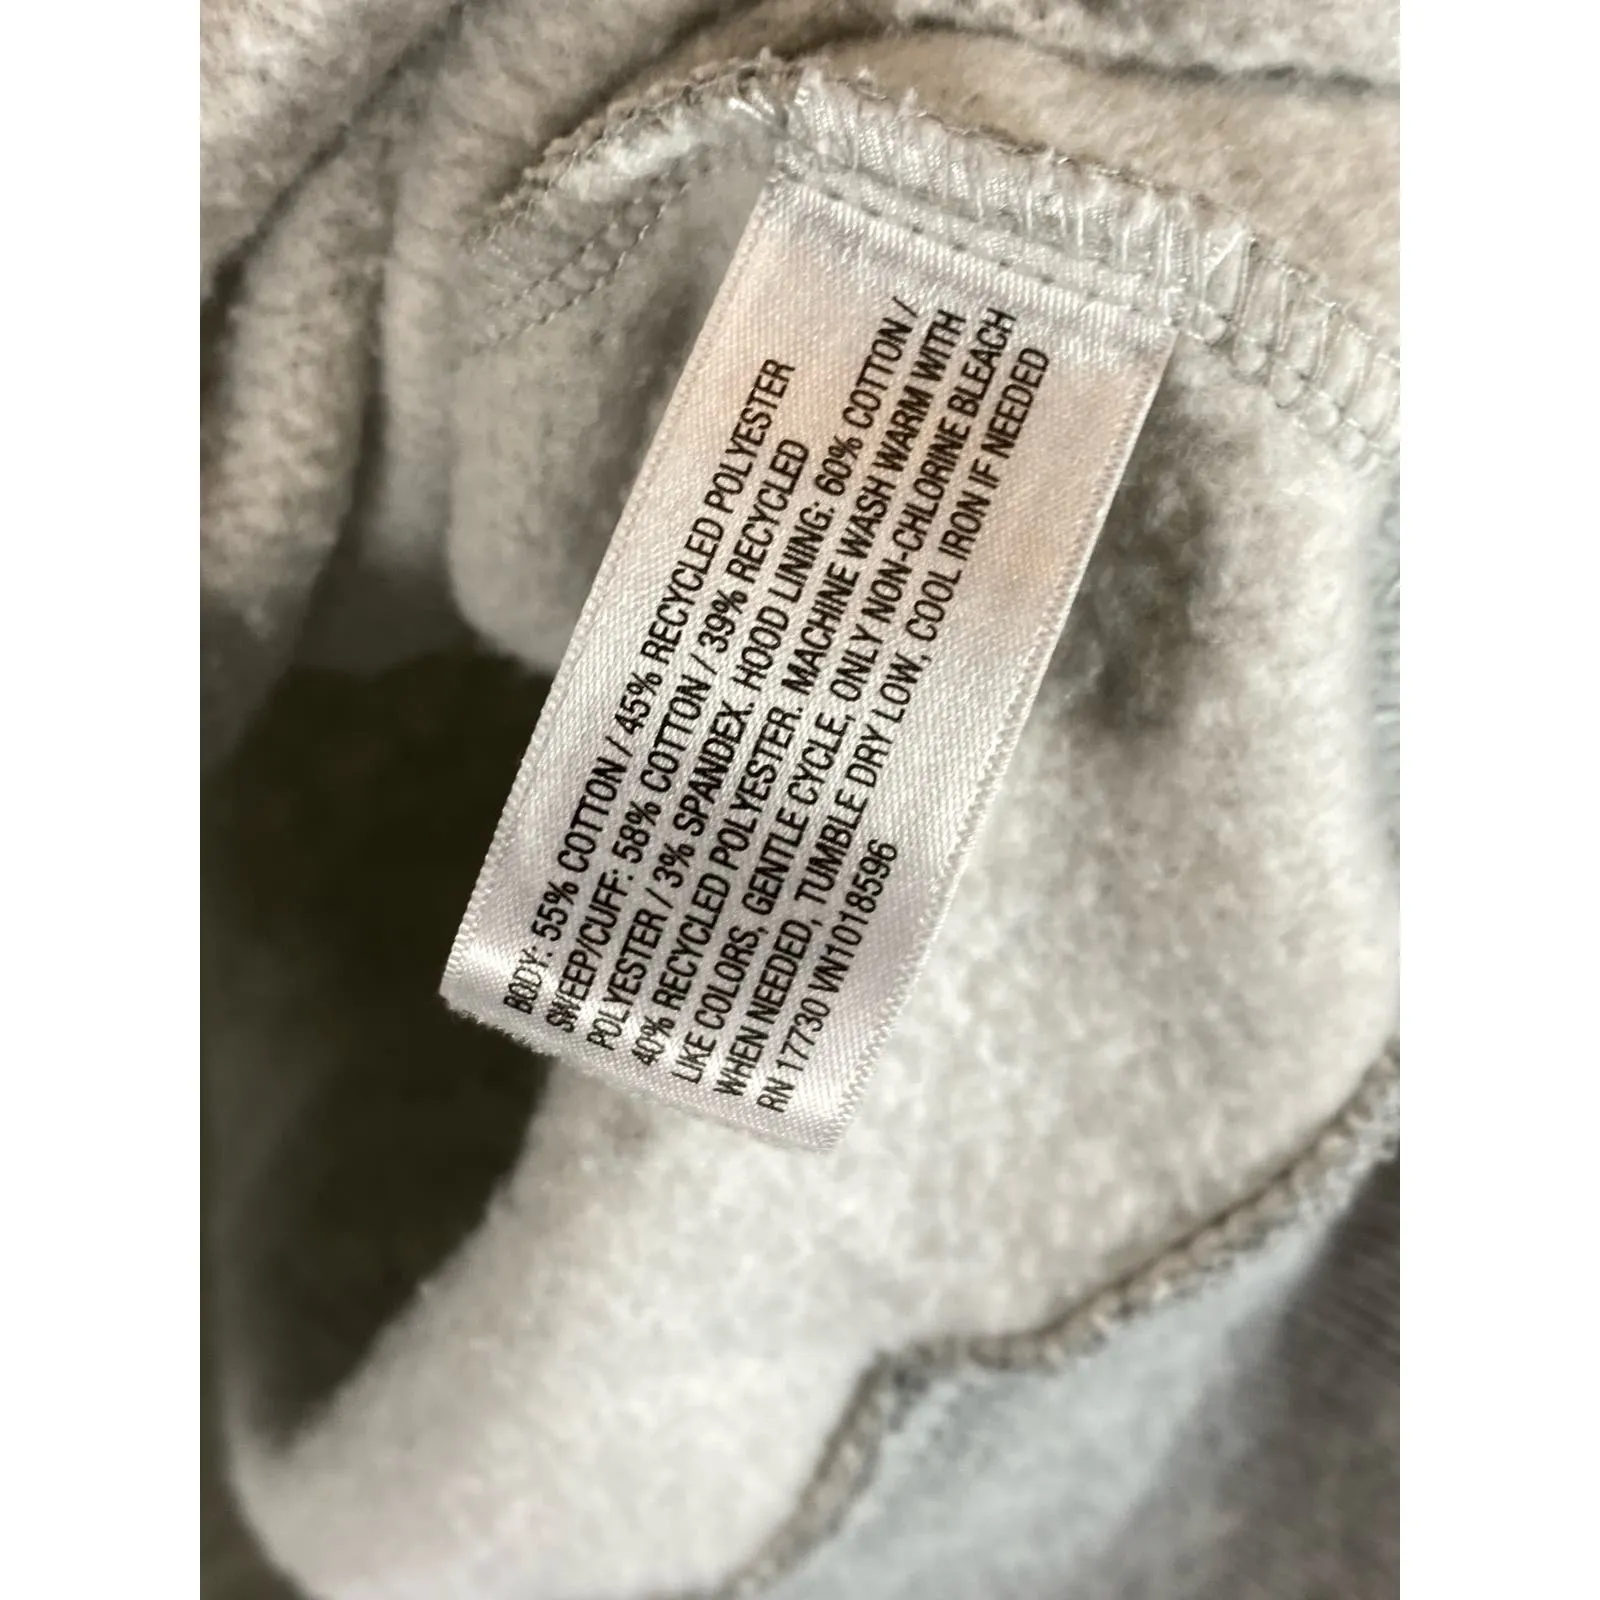 BODY: 55% COTTON / 45% RECYCLED POLYESTER
SWEEP/CUFF: 58% COTTON / 39% RECYCLED
POLYESTER / 3% SPANDEX. HOOD LINING: 60% COTTON /
40% RECYCLED POLYESTER. MACHINE WASH WARM WITH
LIKE COLORS, GENTLE CYCLE, ONLY NON-CHLORINE BLEACH
WHEN NEEDED, TUMBLE DRY LOW, COOL IRON IF NEEDED
RN 17730 VN1018596